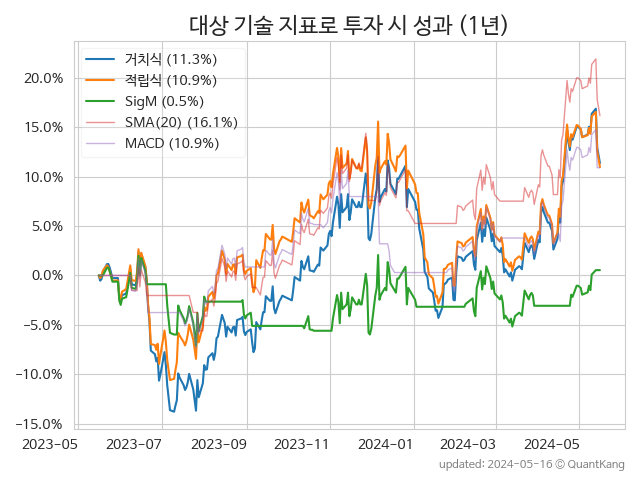 대상 기술 지표로 투자 시 성과 (1년)
거치식 (11.3%)
적립식 (10.9%)
SigM (0.5%)
SMA(20) (16.1%)
MACD (10.9%)
20.0%
15.0%
10.0%
5.0%
0.0%
−5.0%
−10.0%
−15.0%
2023-05 2023-07 2023-09 2023-11 2024-01 2024-03 2024-05
updated: 2024-05-16 © QuantKang